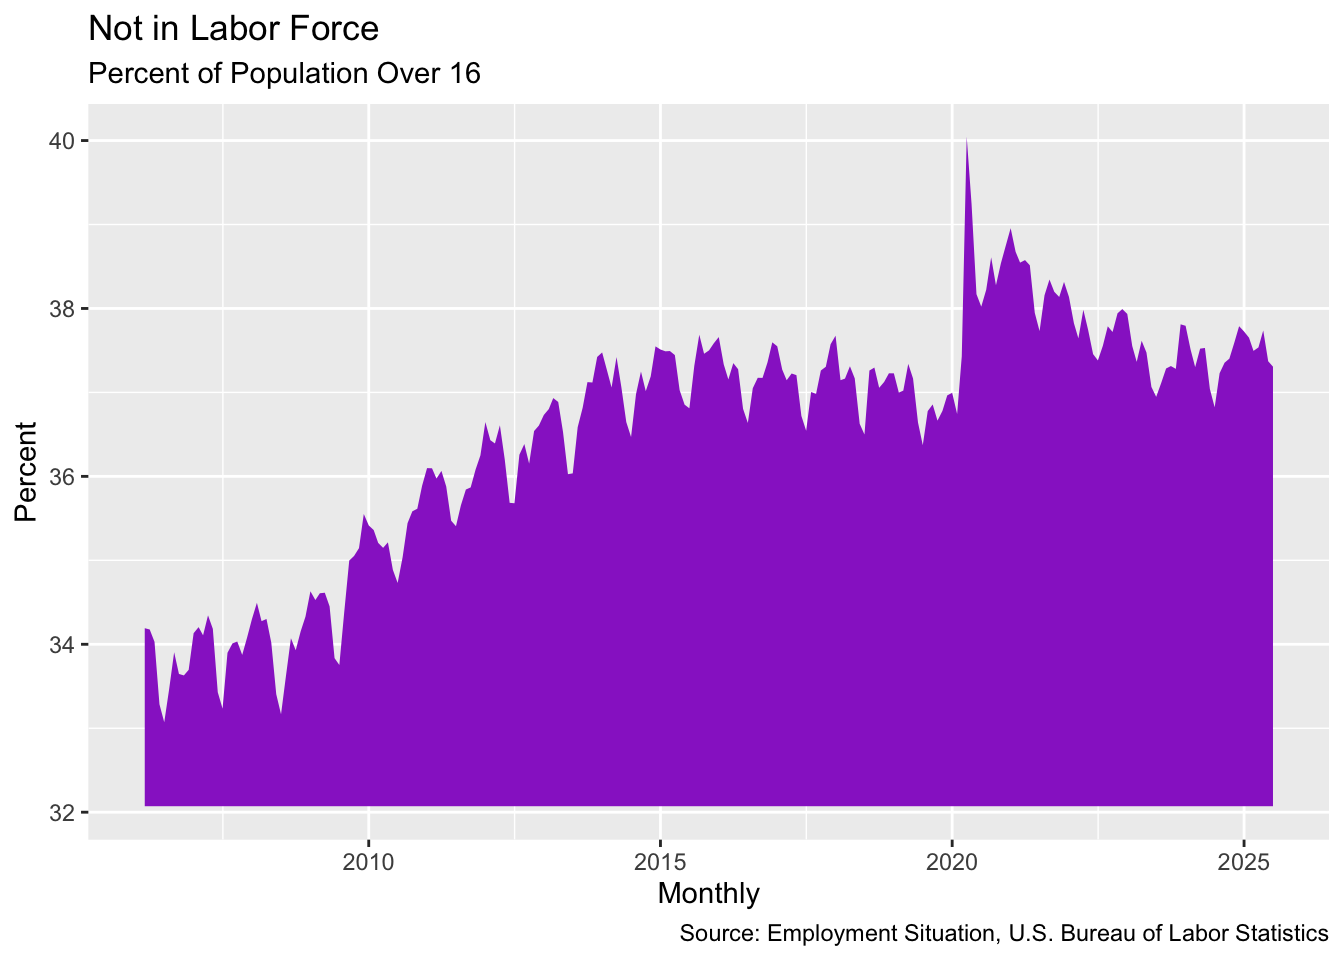 Not in Labor Force
Percent of Population Over 16
40
38
36
34
32
Percent
2010 2015 2020 2025
Monthly
Source: Employment Situation, U.S. Bureau of Labor Statistics